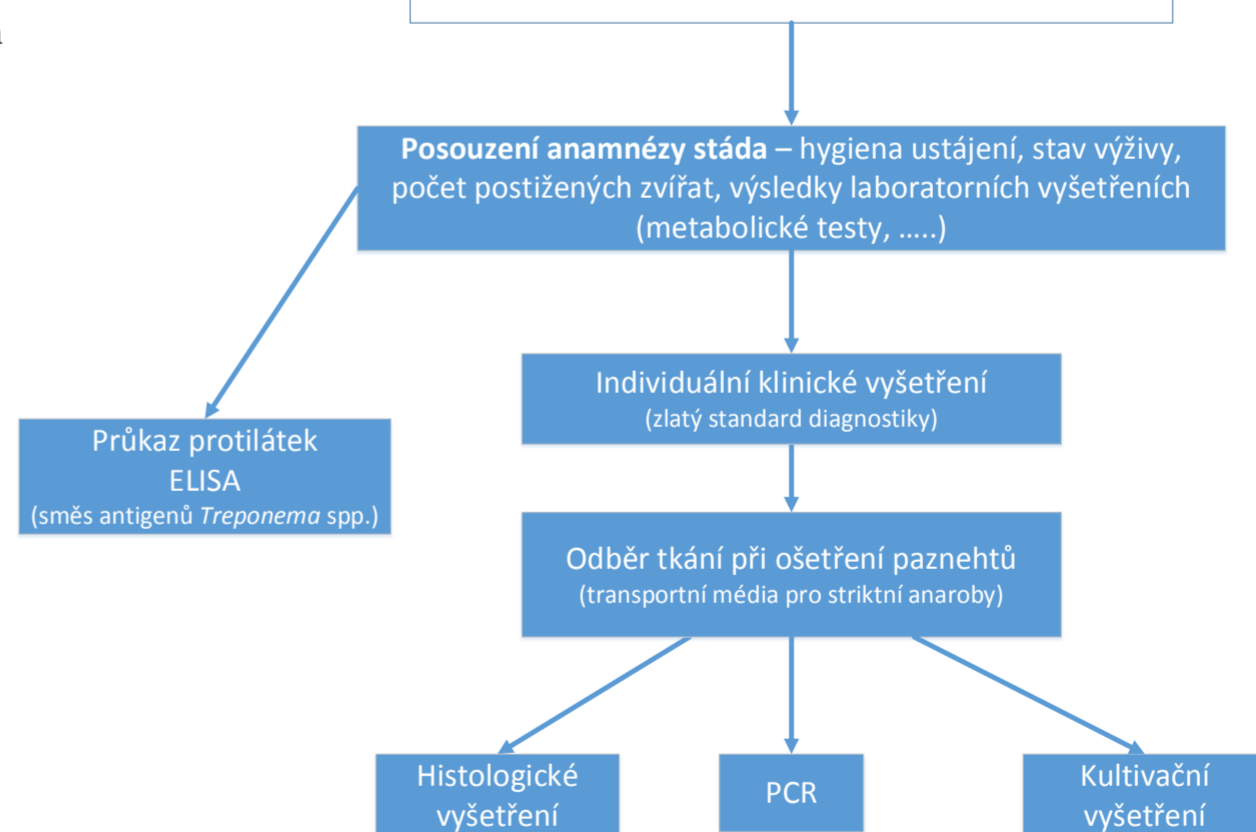 Posouzení anamnézy stáda – hygiena ustájení, stav výživy,
počet postižených zvířat, výsledky laboratorních vyšetřeních
(metabolické testy, …..)
Individuální klinické vyšetření
(zlatý standard diagnostiky)
Průkaz protilátek
ELISA
(směs antigenů Treponema spp.)
Odběr tkání při ošetření paznehtů
(transportní média pro striktní anaroby)
Histologické
vyšetření
PCR
Kultivační
vyšetření